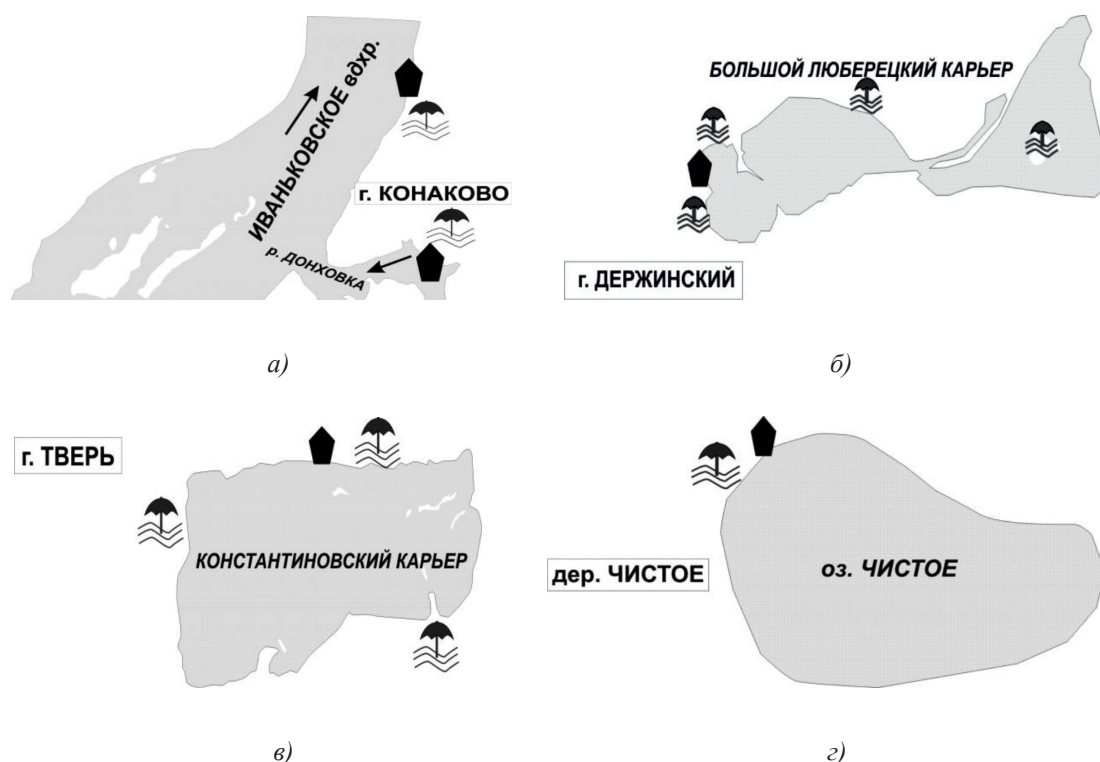 ИВАНЬКОВСКОЕ вдхр.
г. КОНАКОВО
р. ДОНХОВКА
а)
БОЛЬШОЙ ЛЮБЕРЕЦКИЙ КАРЬЕР
г. ДЕРЖИНСКИЙ
б)
г. ТВЕРЬ
КОНСТАНТИНОВСКИЙ КАРЬЕР
в)
дер. ЧИСТОЕ
оз. ЧИСТОЕ
г)